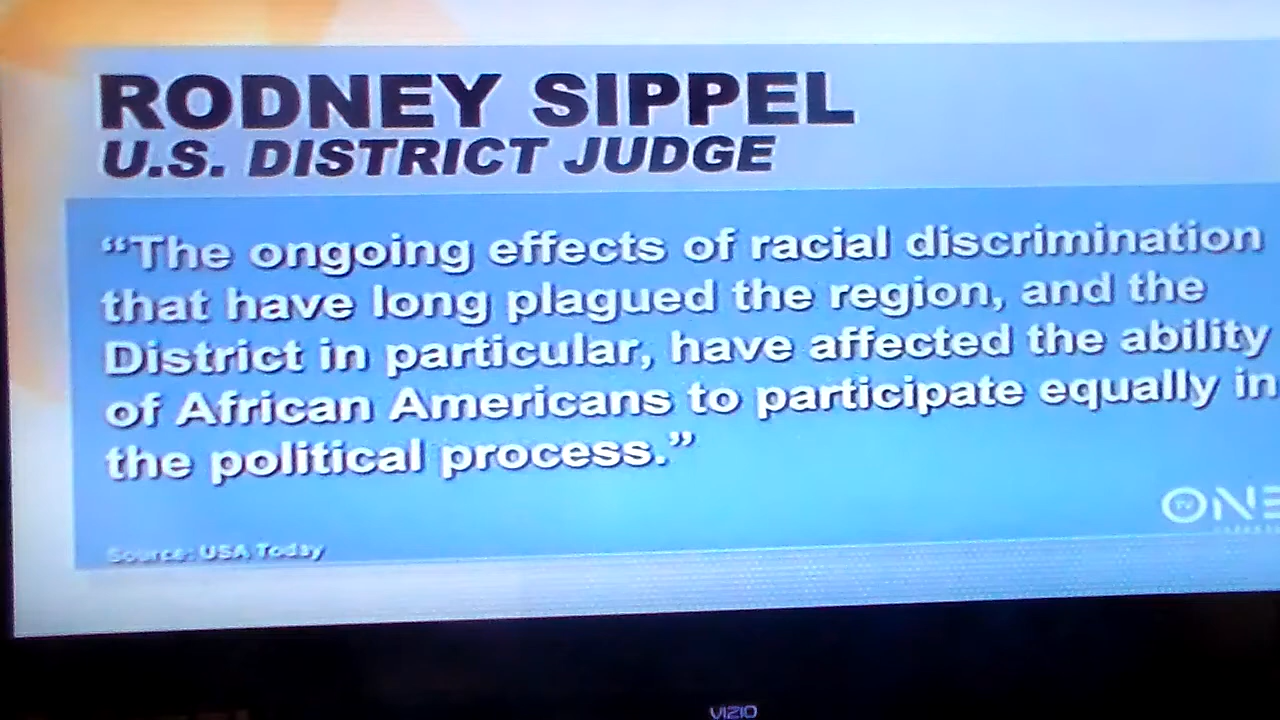 RODNEY SIPPEL
U.S. DISTRICT JUDGE
“The ongoing effects of racial discrimination
that have long plagued the region, and the
District in particular, have affected the ability
of African Americans to participate equally in
the political process.”
TV ONE
Source: USA Today
VIZIO